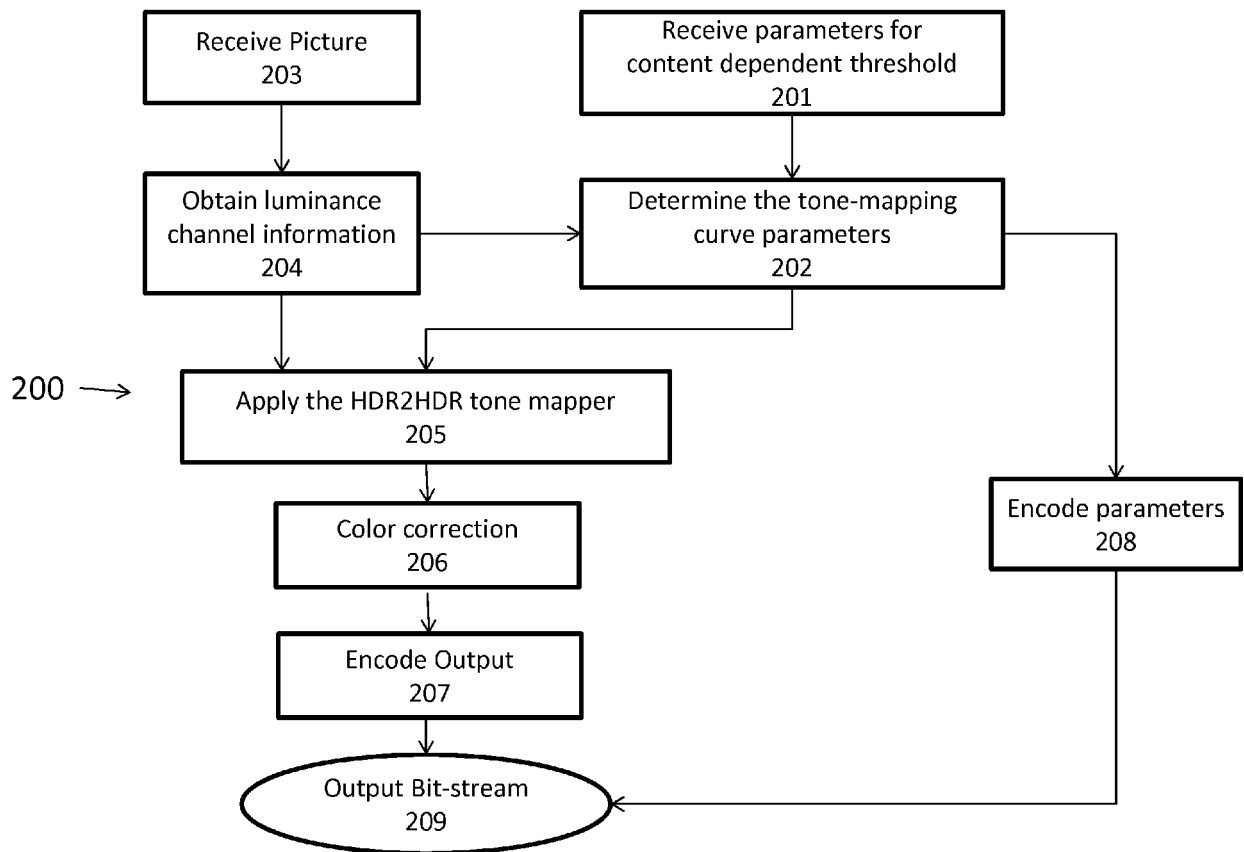 Receive Picture
203
Receive parameters for
content dependent threshold
201
Obtain luminance
channel information
204
Determine the tone-mapping
curve parameters
202
200
Apply the HDR2HDR tone mapper
205
Color correction
206
Encode parameters
208
Encode Output
207
Output Bit-stream
209